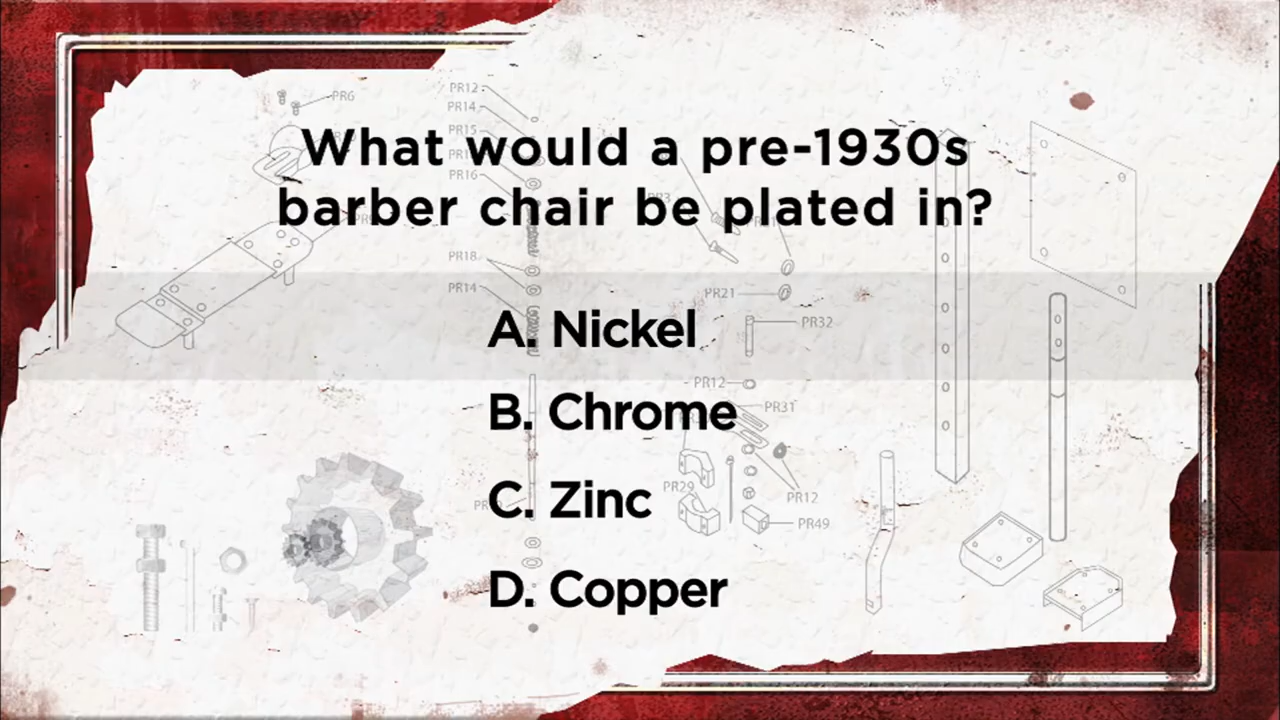 PR12
PR6
PR14
PR15
What would a pre-1930s
PR16
barber chair be plated in?
PR18
PR14
PR21
A. Nickel
PR32
PR12
B. Chrome
PR31
PR29
C. Zinc
PR12
PR49
D. Copper